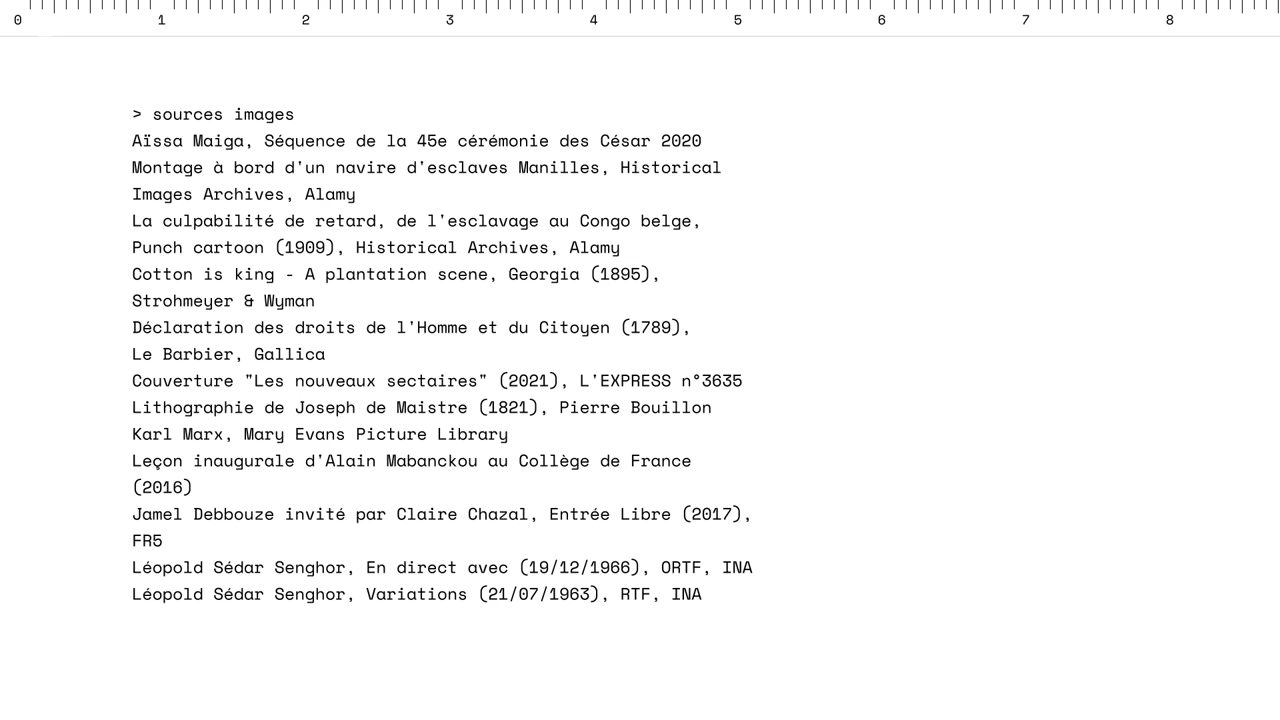 0 1 2 3 4 5 6 7 8
> sources images
Aïssa Maiga, Séquence de la 45e cérémonie des César 2020
Montage à bord d'un navire d'esclaves Manilles, Historical
Images Archives, Alamy
La culpabilité de retard, de l'esclavage au Congo belge,
Punch cartoon (1909), Historical Archives, Alamy
Cotton is king - A plantation scene, Georgia (1895),
Strohmeyer & Wyman
Déclaration des droits de l'Homme et du Citoyen (1789),
Le Barbier, Gallica
Couverture "Les nouveaux sectaires" (2021), L'EXPRESS n°3635
Lithographie de Joseph de Maistre (1821), Pierre Bouillon
Karl Marx, Mary Evans Picture Library
Leçon inaugurale d'Alain Mabanckou au Collège de France
(2016)
Jamel Debbouze invité par Claire Chazal, Entrée Libre (2017),
FR5
Léopold Sédar Senghor, En direct avec (19/12/1966), ORTF, INA
Léopold Sédar Senghor, Variations (21/07/1963), RTF, INA